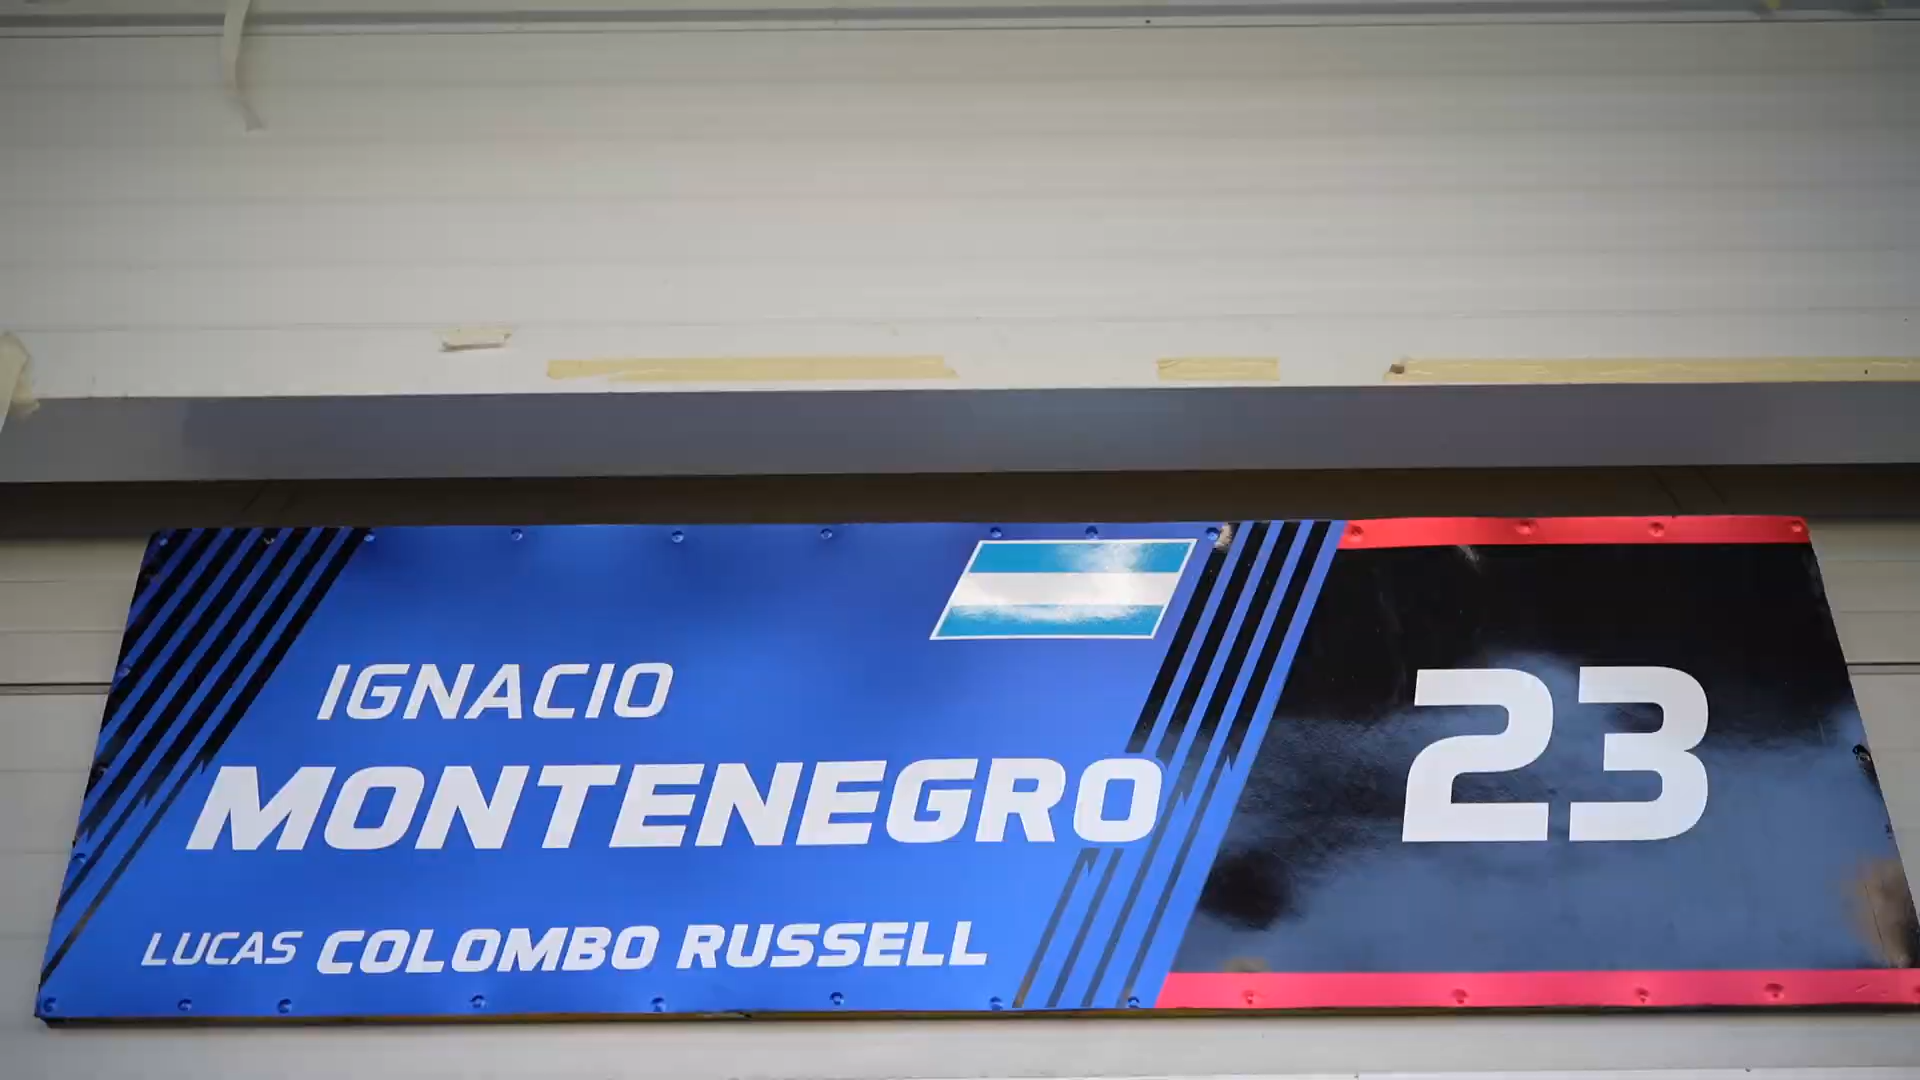 IGNACIO
MONTENEGRO
LUCAS COLOMBO RUSSELL
23